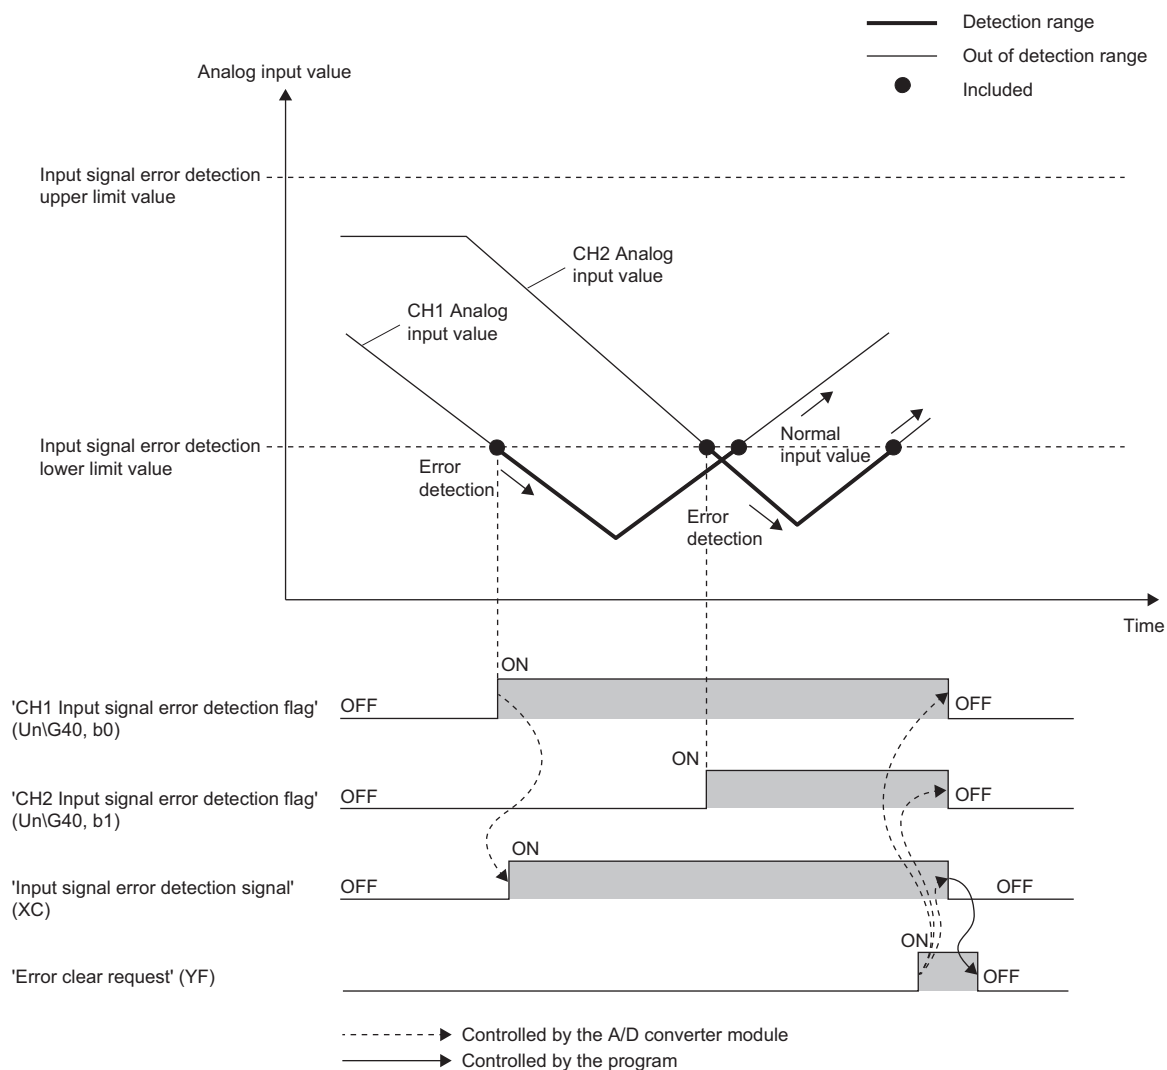 Detection range
Out of detection range
Included
Analog input value
Input signal error detection
upper limit value
CH2 Analog
input value
CH1 Analog
input value
Input signal error detection
lower limit value
Error
detection
Normal
input value
Error
detection
Time
ON
'CH1 Input signal error detection flag'
(Un\G40, b0)
OFF
OFF
ON
'CH2 Input signal error detection flag'
(Un\G40, b1)
OFF
OFF
ON
'Input signal error detection signal'
(XC)
OFF
OFF
ON
'Error clear request' (YF)
OFF
Controlled by the A/D converter module
Controlled by the program